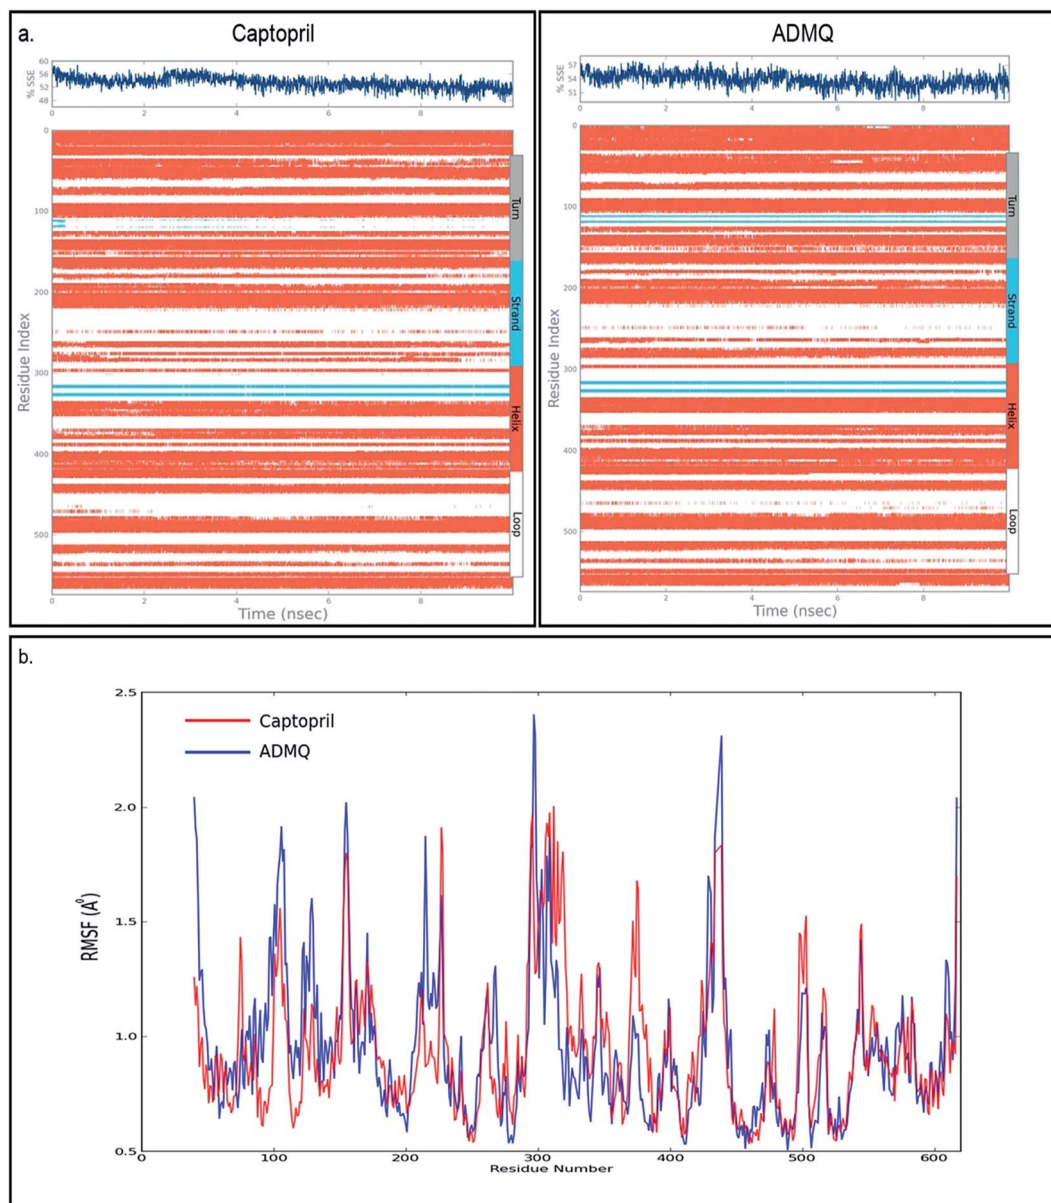 a.
Captopril
ADMQ
% SSE
60
56
52
48
0
2
4
6
8
Residue Index
0
100
200
300
400
500
Turn
Strand
Helix
Loop
0
2
4
6
8
Time (nsec)
% SSE
57
54
51
0
2
4
6
8
Residue Index
0
100
200
300
400
500
Turn
Strand
Helix
Loop
0
2
4
6
8
Time (nsec)
b.
Captopril
ADMQ
RMSF (A⁰)
2.5
2.0
1.5
1.0
0.5
0
100
200
300
400
500
600
Residue Number